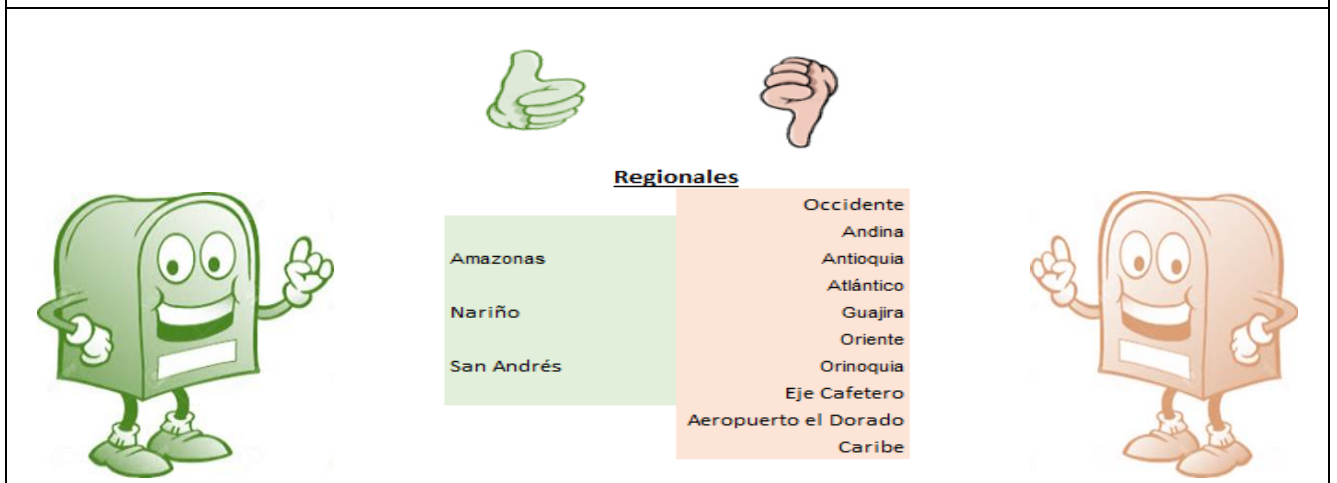 Regionales
Amazonas
Nariño
San Andrés
Occidente
Andina
Antioquia
Atlántico
Guajira
Oriente
Orinoquia
Eje Cafetero
Aeropuerto el Dorado
Caribe